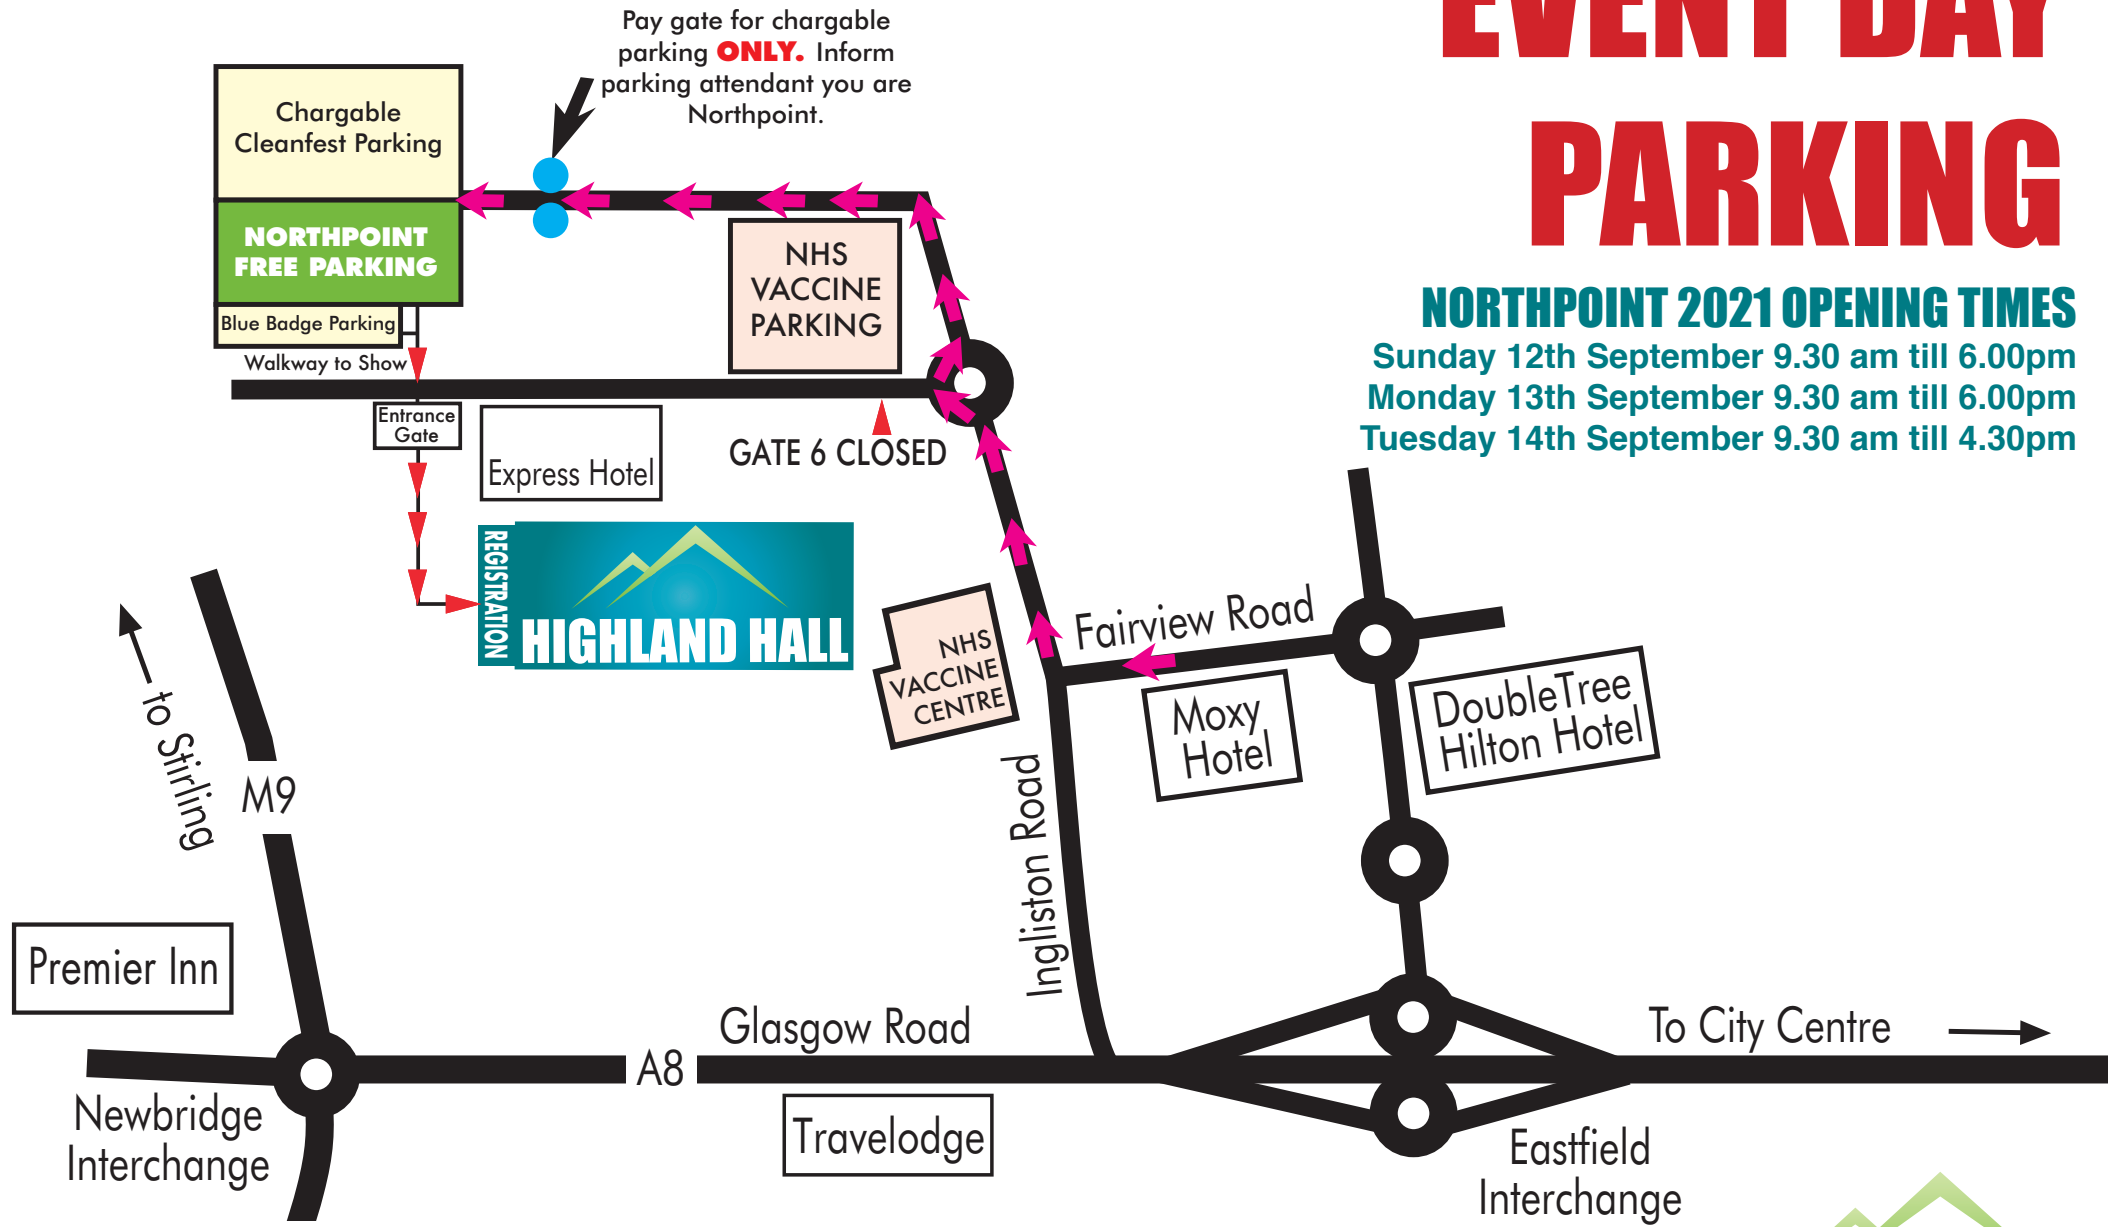 EVENT DAY
PARKING
NORTHPOINT 2021 OPENING TIMES
Sunday 12th September 9.30 am till 6.00pm
Monday 13th September 9.30 am till 6.00pm
Tuesday 14th September 9.30 am till 4.30pm
Pay gate for chargable
parking ONLY. Inform
parking attendant you are
Northpoint.
Chargable
Cleanfest Parking
NORTHPOINT
FREE PARKING
Blue Badge Parking
Walkway to Show
NHS
VACCINE
PARKING
Entrance
Gate
Express Hotel
GATE 6 CLOSED
REGISTRATION
HIGHLAND HALL
NHS
VACCINE
CENTRE
Fairview Road
Moxy
Hotel
DoubleTree
Hilton Hotel
to Stirling
M9
Ingliston Road
Premier Inn
Glasgow Road
A8
To City Centre
Newbridge
Interchange
Travelodge
Eastfield
Interchange